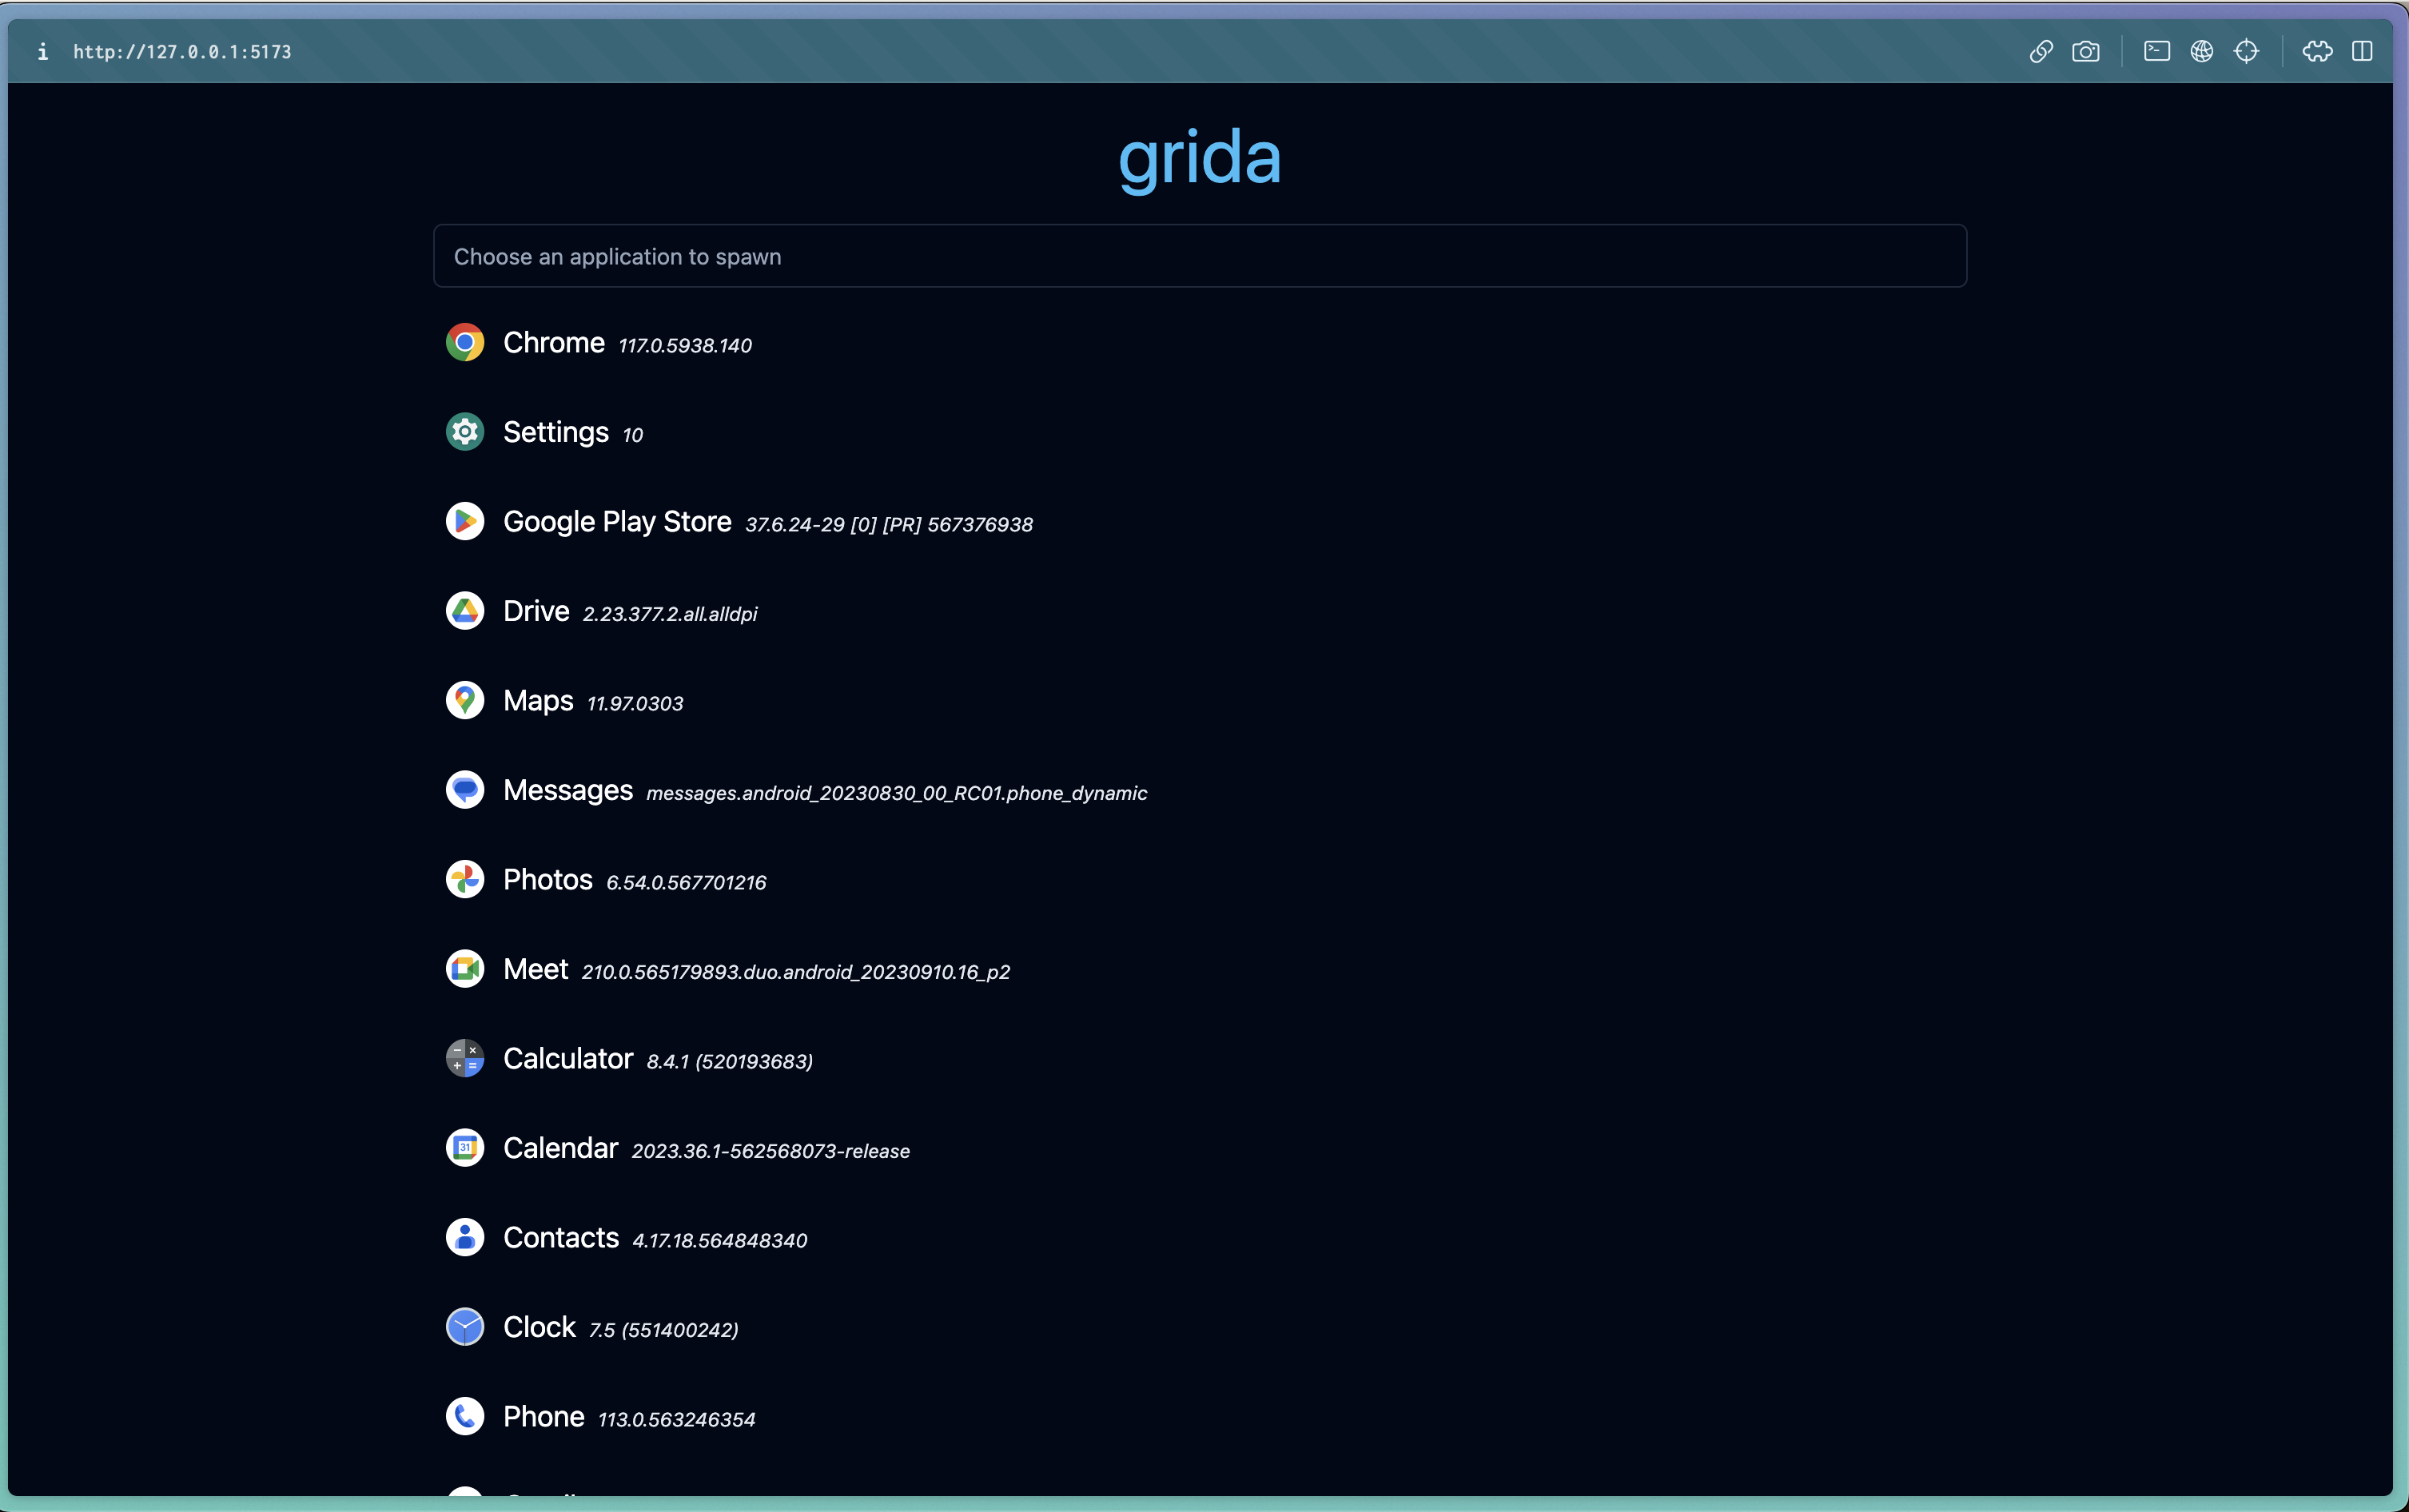 i http://127.0.0.1:5173
grida
Choose an application to spawn
Chrome 117.0.5938.140
Settings 10
Google Play Store 37.6.24-29 [0] [PR] 567376938
Drive 2.23.377.2.all.alldpi
Maps 11.97.0303
Messages messages.android_20230830_00_RC01.phone_dynamic
Photos 6.54.0.567701216
Meet 210.0.565179893.duo.android_20230910.16_p2
Calculator 8.4.1 (520193683)
31
Calendar 2023.36.1-562568073-release
Contacts 4.17.18.564848340
Clock 7.5 (551400242)
Phone 113.0.563246354